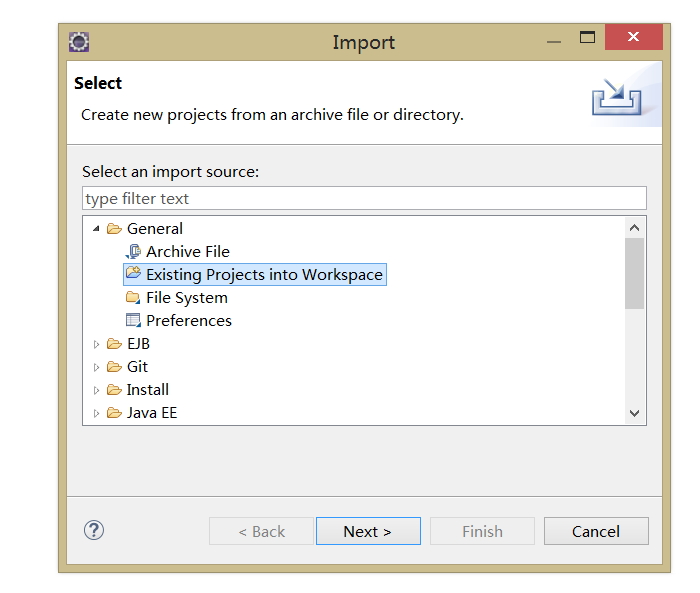 Import
Select
Create new projects from an archive file or directory.
Select an import source:
type filter text
General
Archive File
Existing Projects into Workspace
File System
Preferences
EJB
Git
Install
Java EE
< Back Next > Finish Cancel